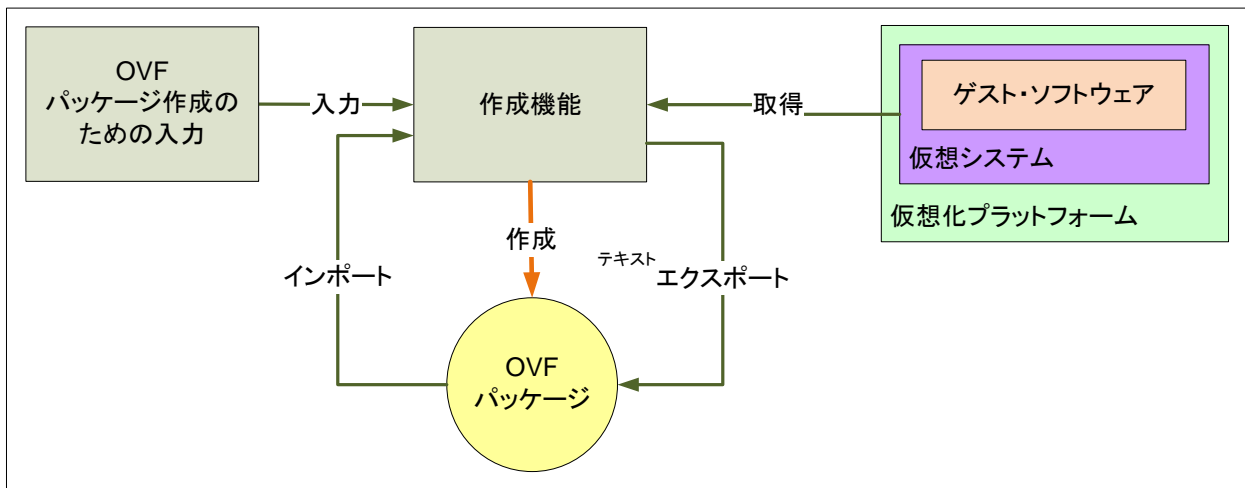 OVF
パッケージ作成の
ための入力
入力
作成機能
取得
ゲスト・ソフトウェア
仮想システム
仮想化プラットフォーム
作成
インポート
テキスト
エクスポート
OVF
パッケージ